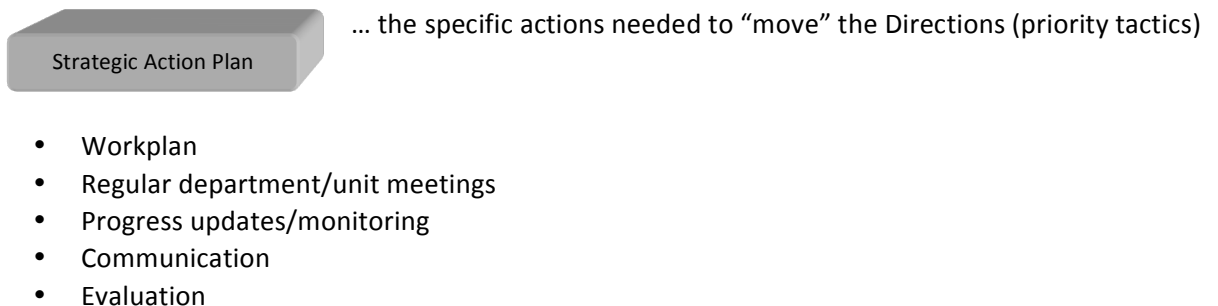 … the specific actions needed to “move” the Directions (priority tactics)
Strategic Action Plan
• Workplan
• Regular department/unit meetings
• Progress updates/monitoring
• Communication
• Evaluation